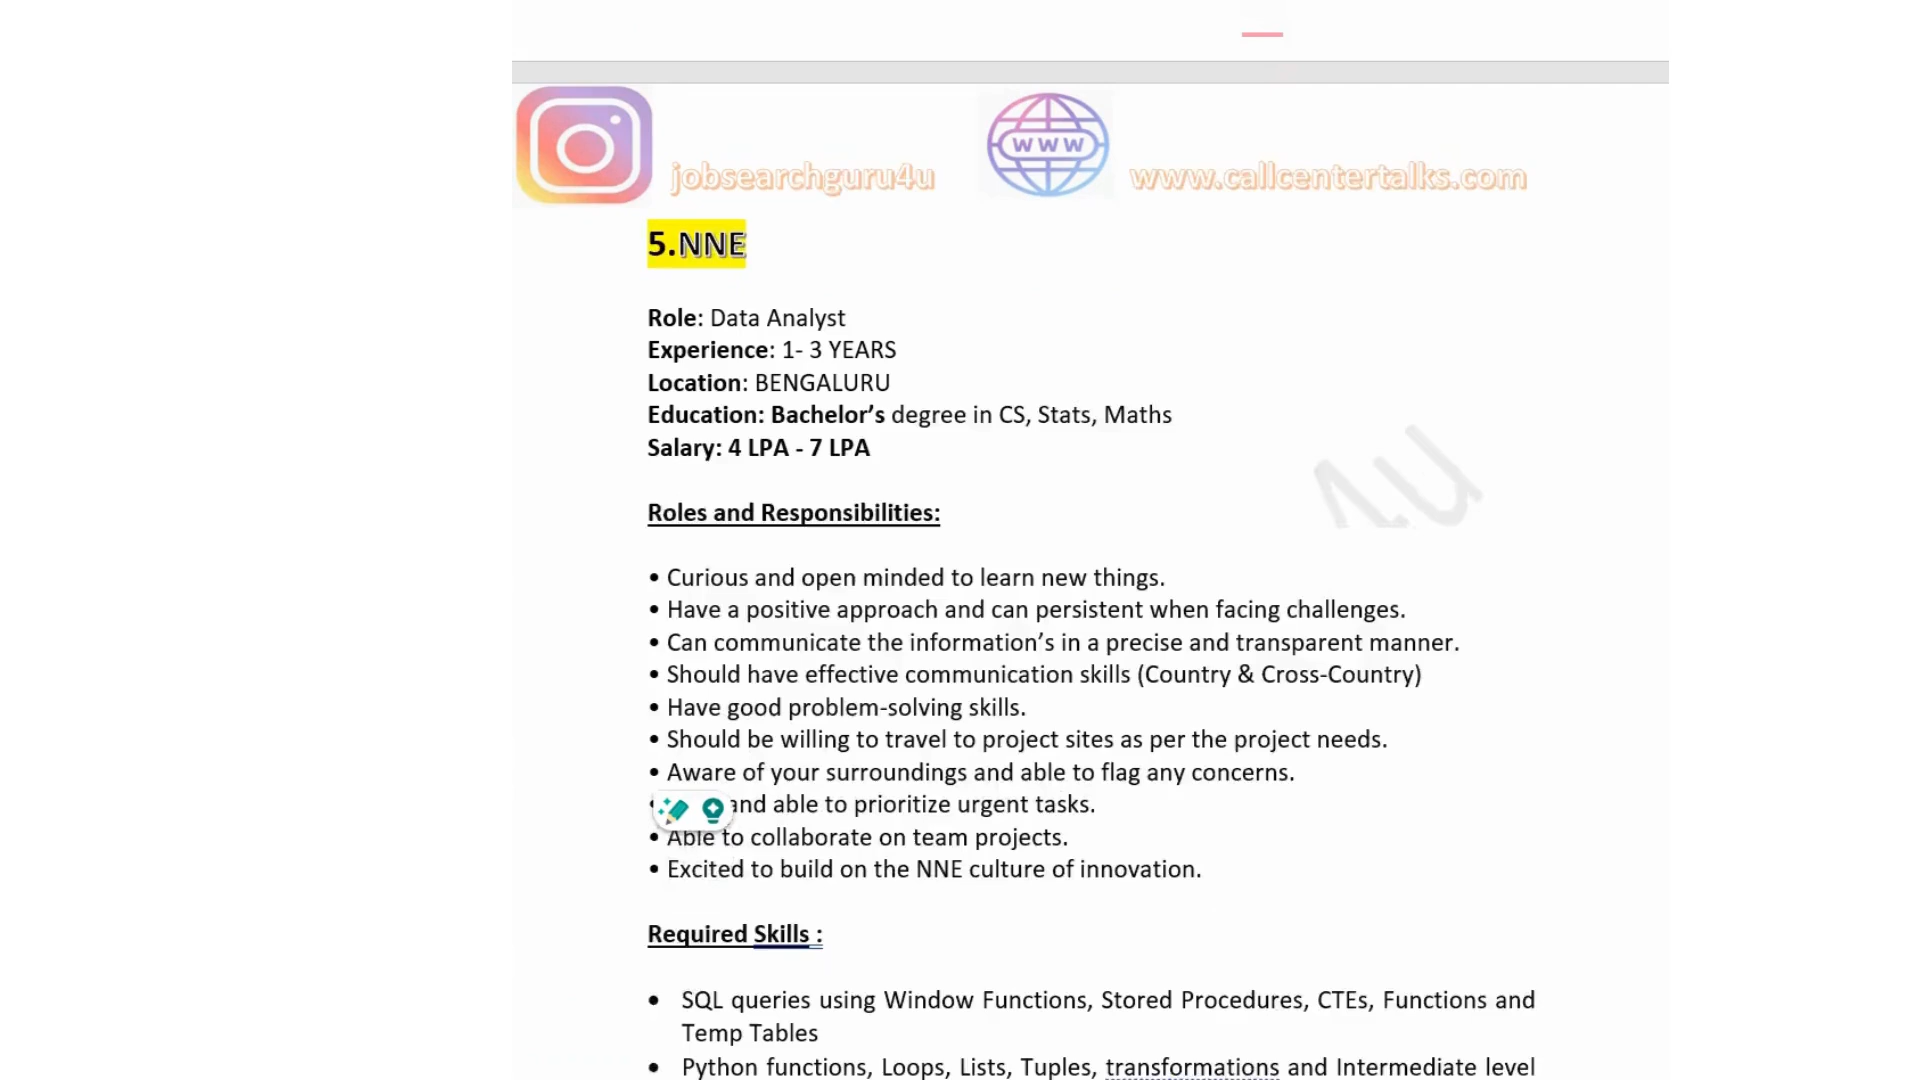 jobsearchguru4u
www
www.callcentertalks.com
5.NNE
Role: Data Analyst
Experience: 1- 3 YEARS
Location: BENGALURU
Education: Bachelor’s degree in CS, Stats, Maths
Salary: 4 LPA - 7 LPA
4u
Roles and Responsibilities:
• Curious and open minded to learn new things.
• Have a positive approach and can persistent when facing challenges.
• Can communicate the information’s in a precise and transparent manner.
• Should have effective communication skills (Country & Cross-Country)
• Have good problem-solving skills.
• Should be willing to travel to project sites as per the project needs.
• Aware of your surroundings and able to flag any concerns.
• and able to prioritize urgent tasks.
• Able to collaborate on team projects.
• Excited to build on the NNE culture of innovation.
Required Skills :
• SQL queries using Window Functions, Stored Procedures, CTEs, Functions and
Temp Tables
• Python functions, Loops, Lists, Tuples, transformations and Intermediate level